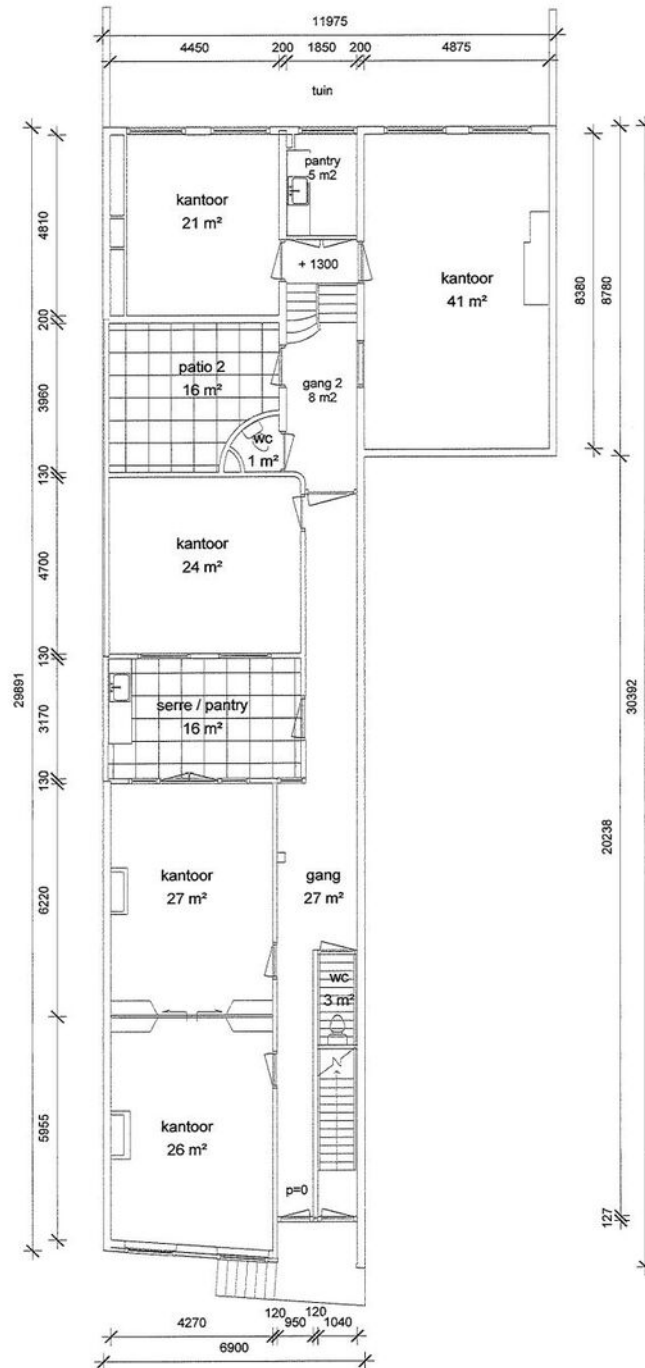 11975
4450 200 1850 200 4875
tuin
pantry
5 m2
kantoor
21 m²
+ 1300
kantoor
41 m²
4810
8380
8780
200
patio 2
16 m²
gang 2
8 m2
3960
wc
1 m²
130
kantoor
24 m²
4700
130
29891
30392
serre / pantry
16 m²
3170
130
20238
kantoor
27 m²
gang
27 m²
6220
wc
3 m²
kantoor
26 m²
5955
p=0
127
4270 120 950 120 1040
6900